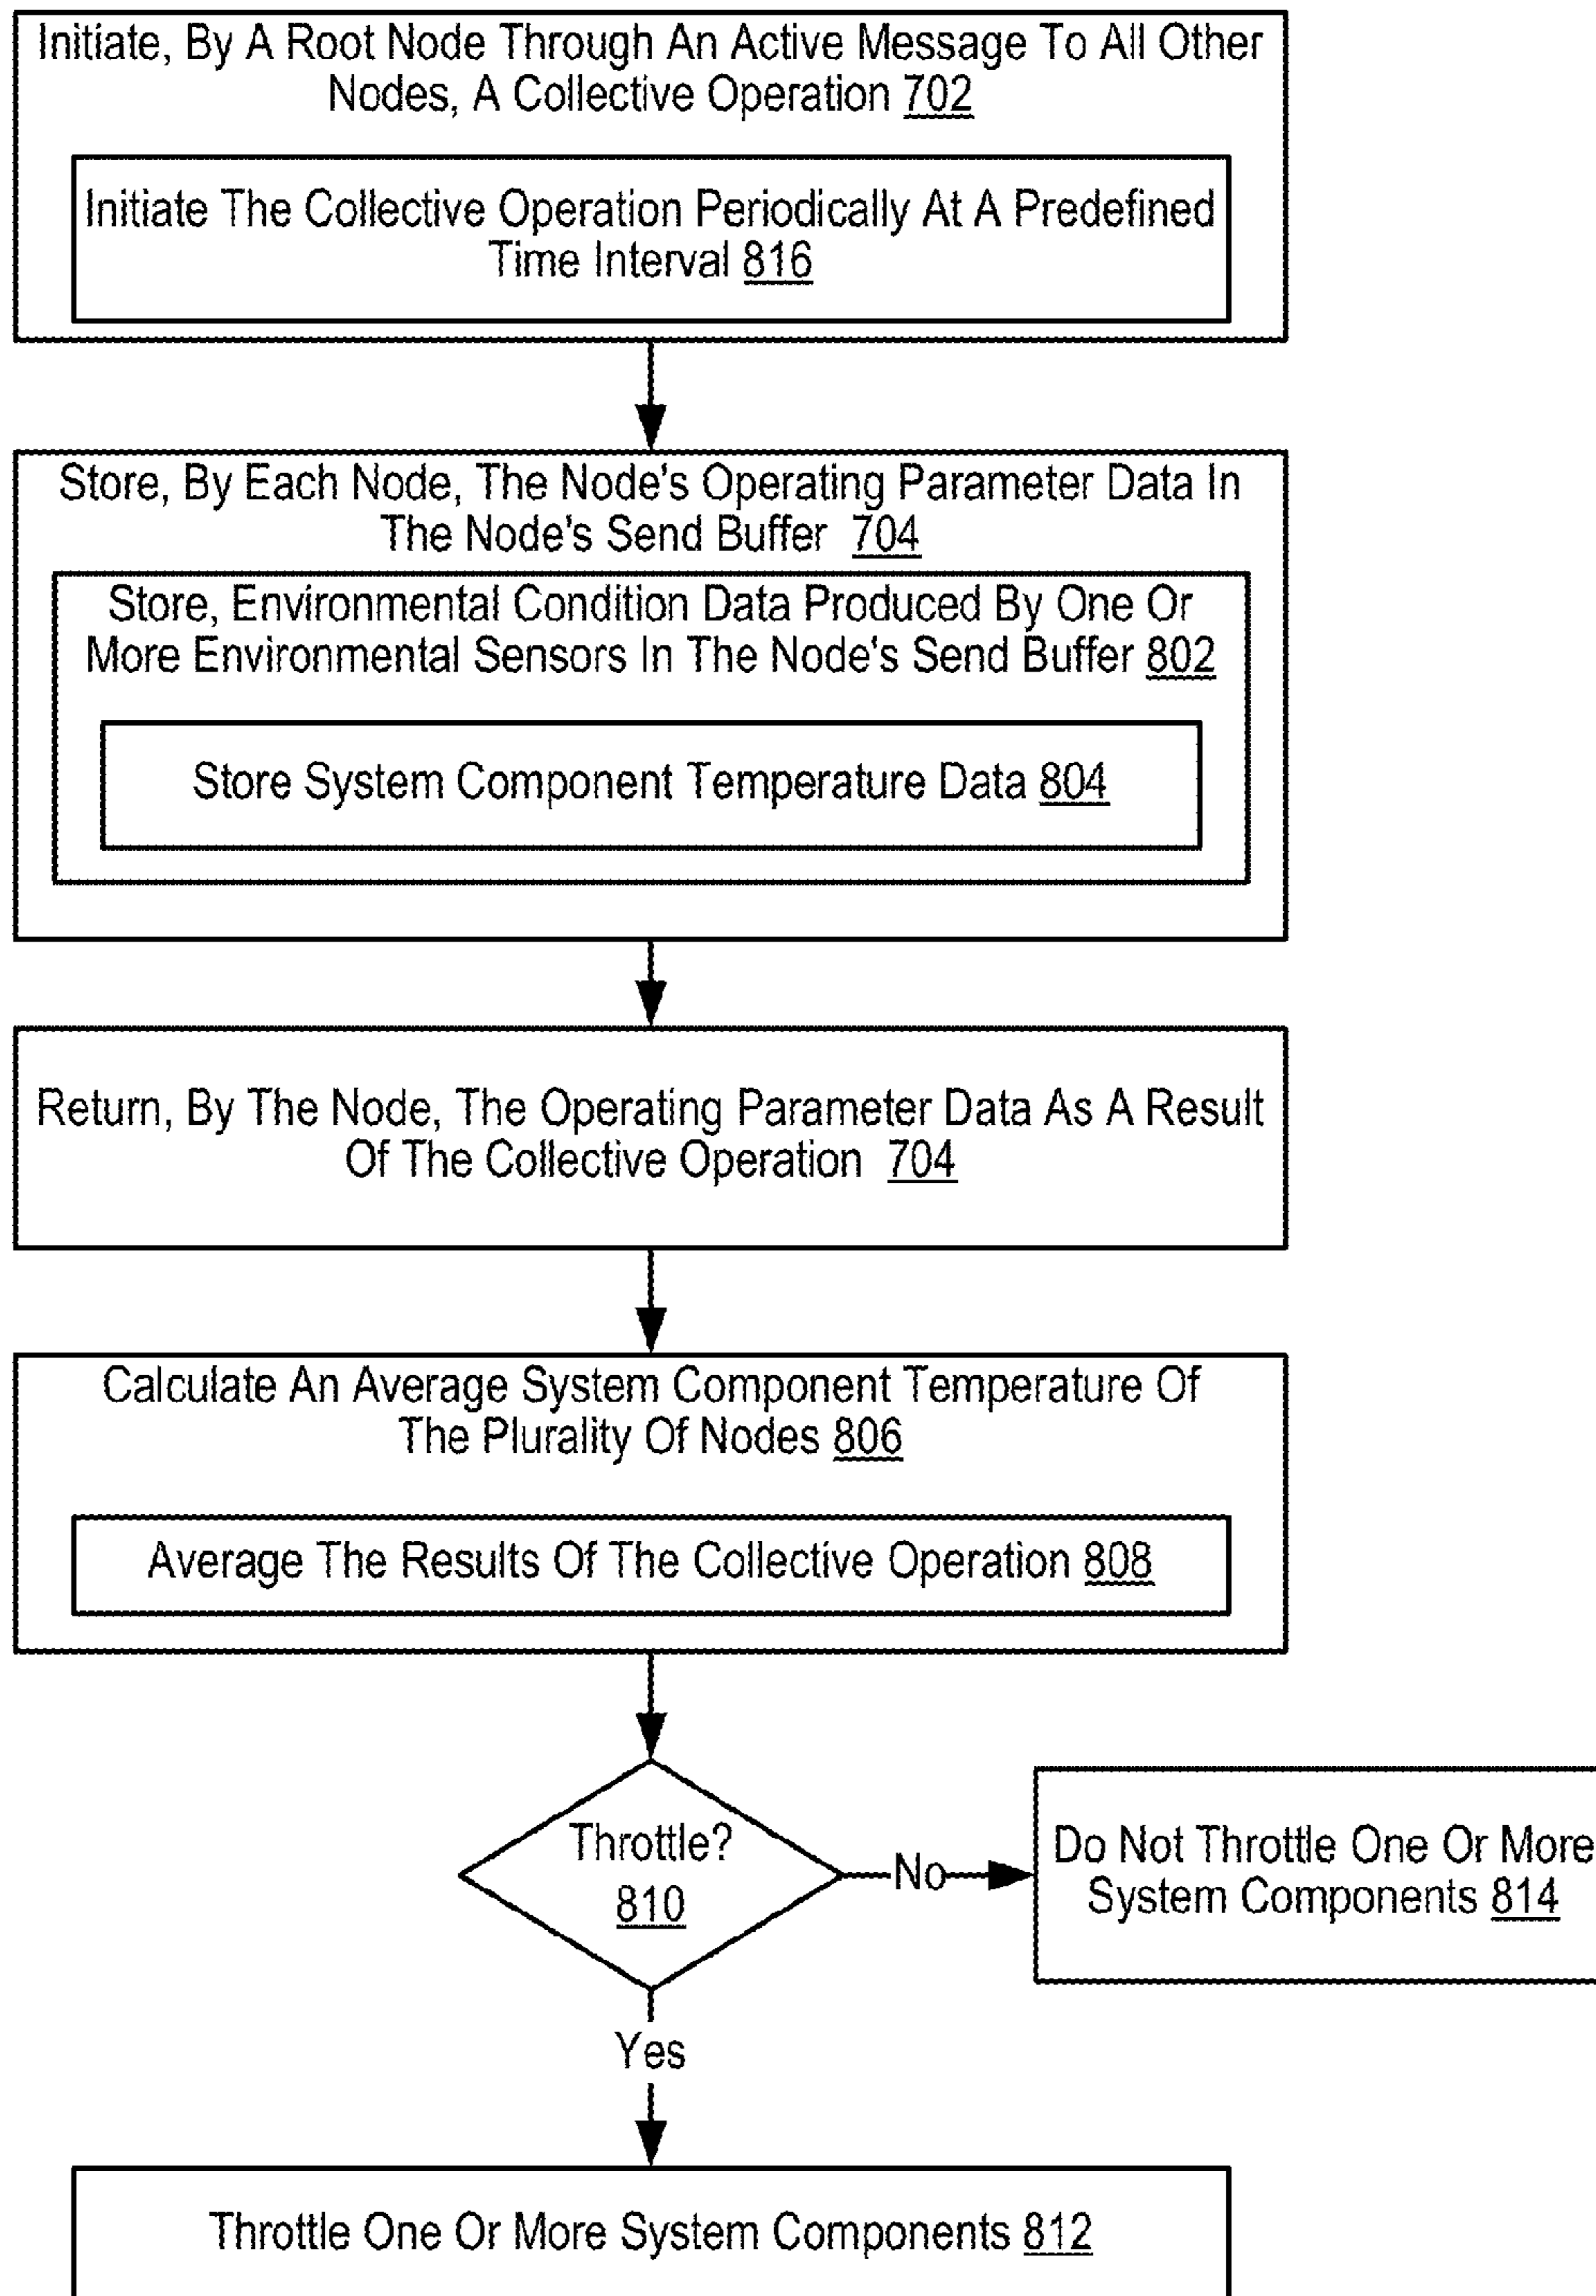 Initiate, By A Root Node Through An Active Message To All Other
Nodes, A Collective Operation 702
Initiate The Collective Operation Periodically At A Predefined
Time Interval 816
Store, By Each Node, The Node's Operating Parameter Data In
The Node's Send Buffer 704
Store, Environmental Condition Data Produced By One Or
More Environmental Sensors In The Node's Send Buffer 802
Store System Component Temperature Data 804
Return, By The Node, The Operating Parameter Data As A Result
Of The Collective Operation 704
Calculate An Average System Component Temperature Of
The Plurality Of Nodes 806
Average The Results Of The Collective Operation 808
Throttle?
810
No
Do Not Throttle One Or More
System Components 814
Yes
Throttle One Or More System Components 812